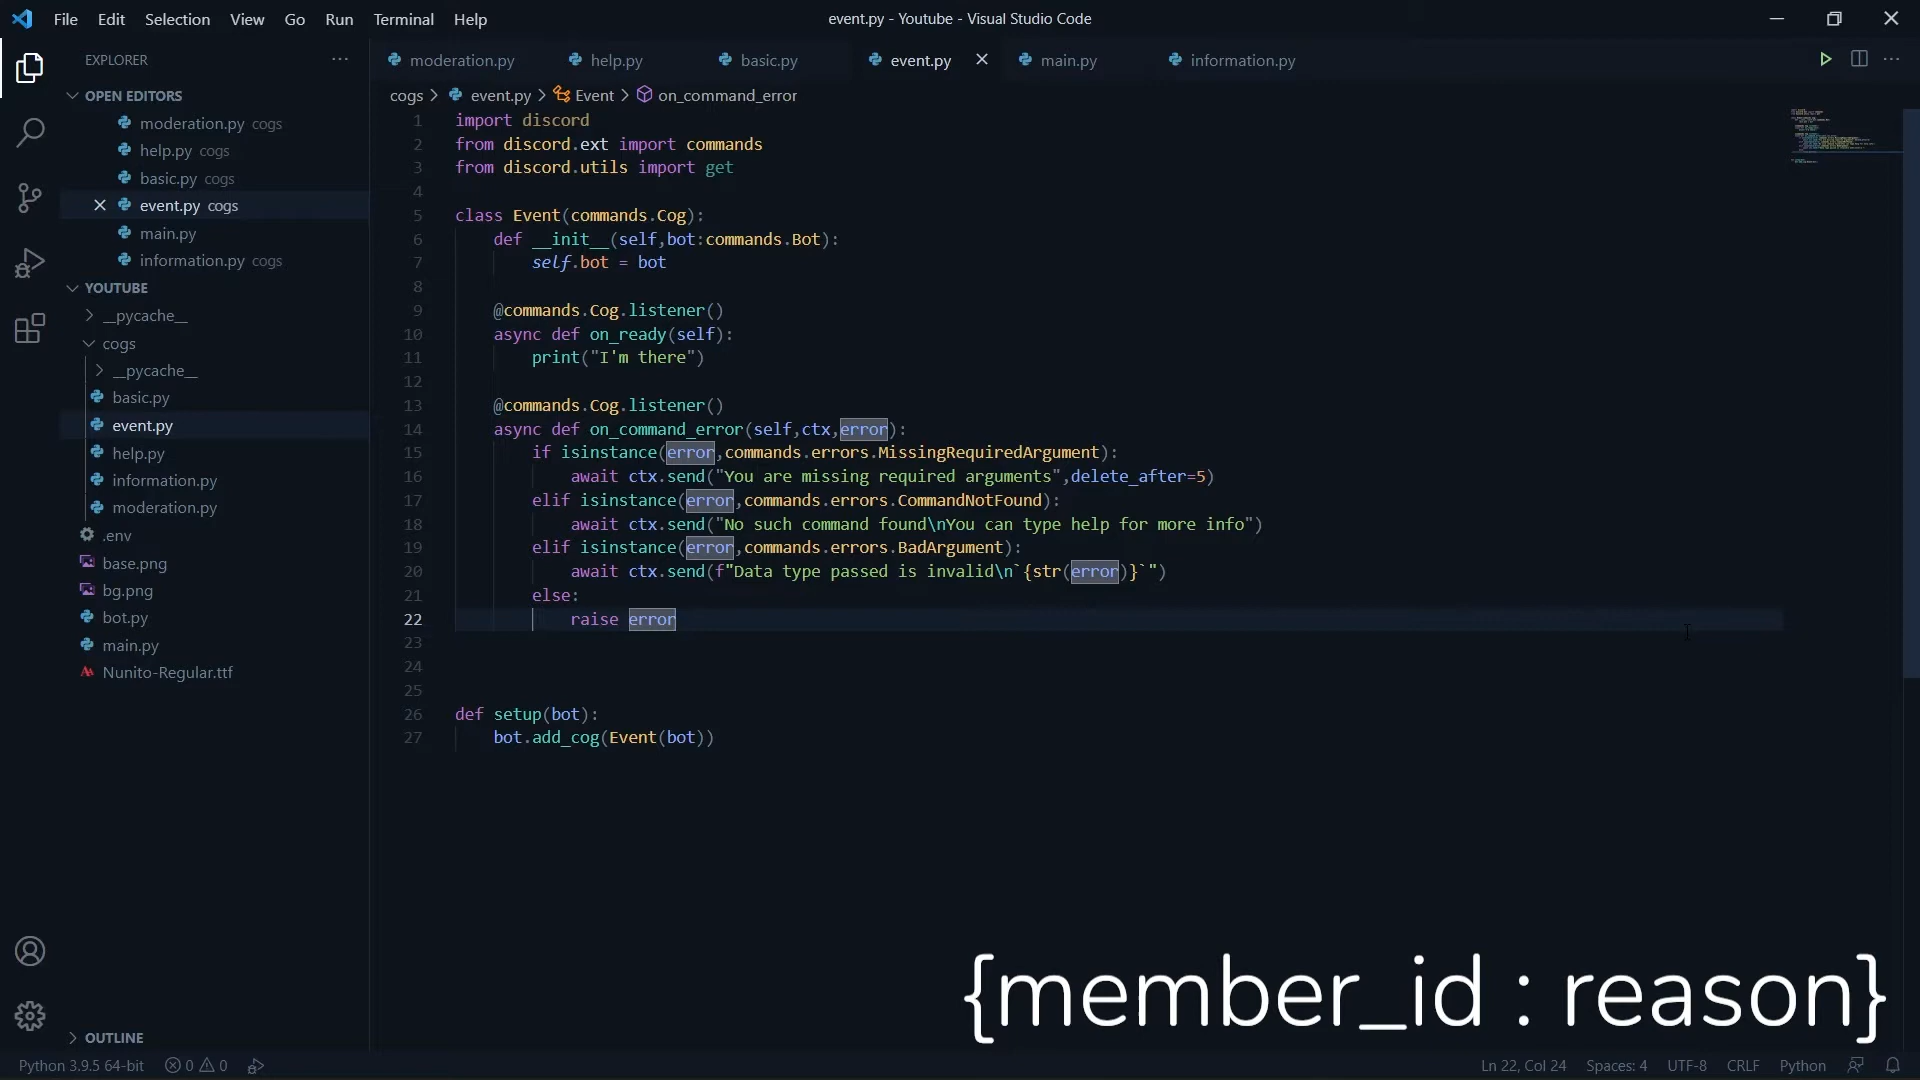 File Edit Selection View Go Run Terminal Help
event.py - Youtube - Visual Studio Code
EXPLORER
OPEN EDITORS
moderation.py cogs
help.py cogs
basic.py cogs
event.py cogs
main.py
information.py cogs
YOUTUBE
__pycache__
cogs
__pycache__
basic.py
event.py
help.py
information.py
moderation.py
.env
base.png
bg.png
bot.py
main.py
Nunito-Regular.ttf
OUTLINE
moderation.py help.py basic.py event.py main.py information.py
cogs > event.py > Event > on_command_error
1 import discord
2 from discord.ext import commands
3 from discord.utils import get
4
5 class Event(commands.Cog):
6 def __init__(self,bot:commands.Bot):
7 self.bot = bot
8
9 @commands.Cog.listener()
10 async def on_ready(self):
11 print("I'm there")
12
13 @commands.Cog.listener()
14 async def on_command_error(self,ctx,error):
15 if isinstance(error,commands.errors.MissingRequiredArgument):
16 await ctx.send("You are missing required arguments",delete_after=5)
17 elif isinstance(error,commands.errors.CommandNotFound):
18 await ctx.send("No such command found\nYou can type help for more info")
19 elif isinstance(error,commands.errors.BadArgument):
20 await ctx.send(f"Data type passed is invalid\n`{str(error)}`")
21 else:
22 raise error
23
24
25
26 def setup(bot):
27 bot.add_cog(Event(bot))
{member_id : reason}
Python 3.9.5 64-bit 0 0
Ln 22, Col 24 Spaces: 4 UTF-8 CRLF Python